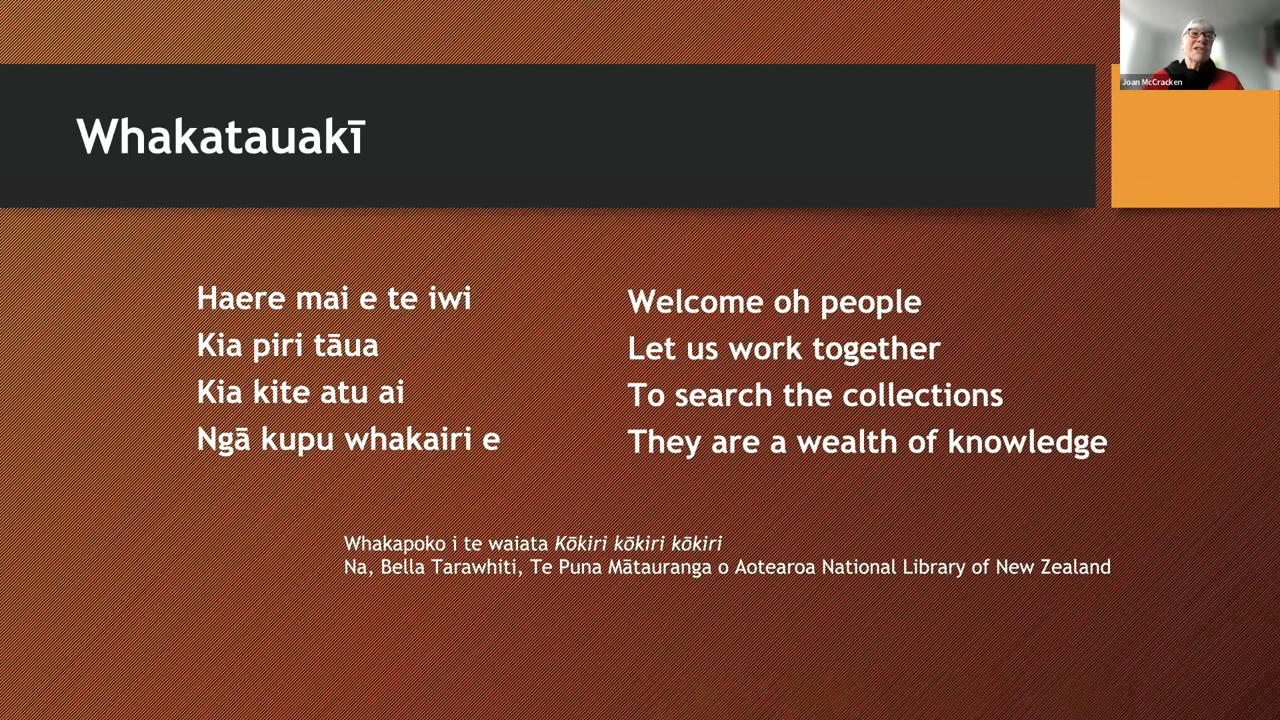 Joan McCracken
Whakatauakī
Haere mai e te iwi
Kia piri tāua
Kia kite atu ai
Ngā kupu whakairi e
Welcome oh people
Let us work together
To search the collections
They are a wealth of knowledge
Whakapoko i te waiata Kōkiri kōkiri kōkiri
Na, Bella Tarawhiti, Te Puna Mātauranga o Aotearoa National Library of New Zealand